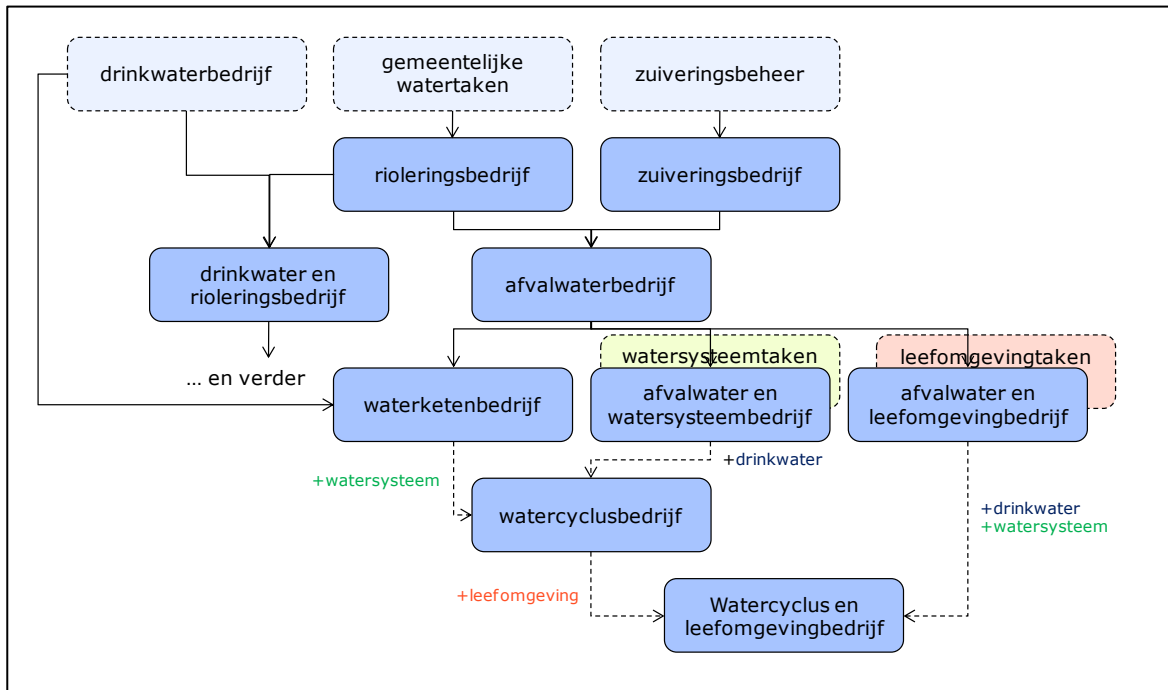 drinkwaterbedrijf
gemeentelijke
watertaken
zuiveringsbeheer
rioleringsbedrijf
zuiveringsbedrijf
drinkwater en
rioleringsbedrijf
afvalwaterbedrijf
... en verder
watersysteemtaken
leefomgevingtaken
waterketenbedrijf
afvalwater en
watersysteembedrijf
afvalwater en
leefomgevingbedrijf
+watersysteem
+drinkwater
watercyclusbedrijf
+drinkwater
+watersysteem
+leefomgeving
Watercyclus en
leefomgevingbedrijf